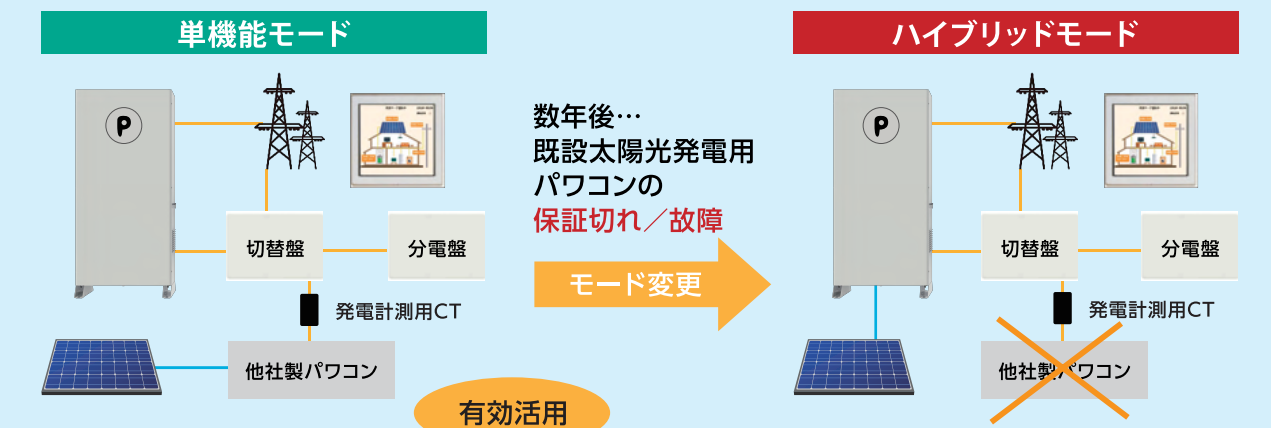 単機能モード
P
切替盤
分電盤
発電計測用CT
他社製パワコン
数年後…
既設太陽光発電用
パワコンの
保証切れ／故障
モード変更
有効活用
ハイブリッドモード
P
切替盤
分電盤
発電計測用CT
他社製パワコン